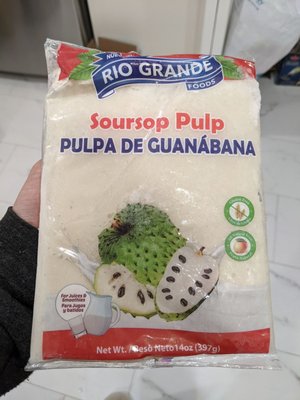 RIO GRANDE
FOODS
Soursop Pulp
PULPA DE GUANÁBANA
For Juices &
Smoothies
Para Jugos
y batidos
Net Wt. / Peso Neto 14oz (397g)